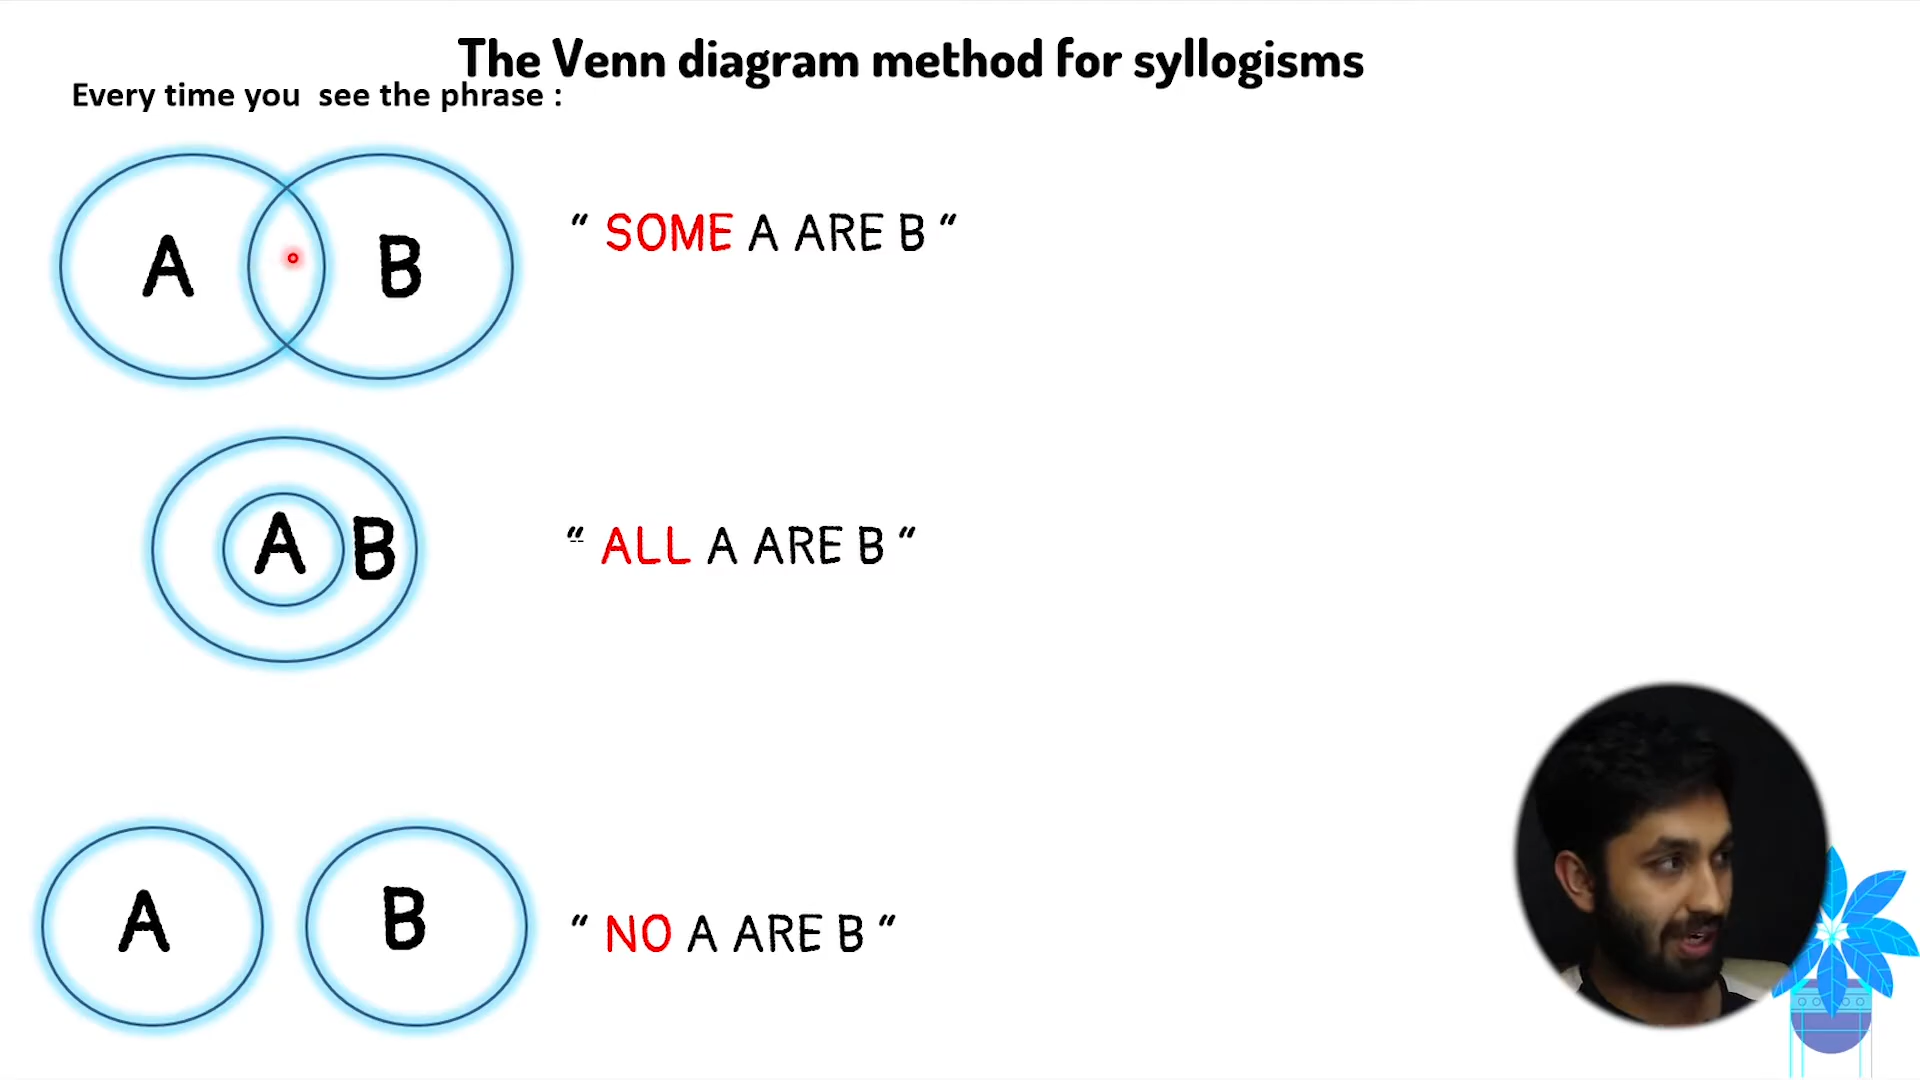 The Venn diagram method for syllogisms
Every time you see the phrase :
A B
“ SOME A ARE B “
A B
“ ALL A ARE B “
A B
“ NO A ARE B “